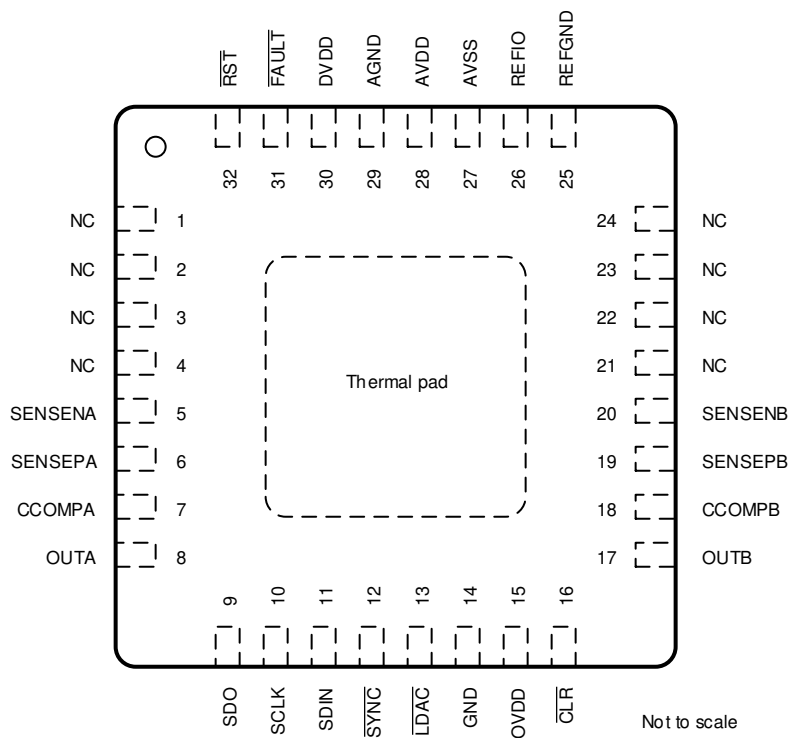 RST FAULT DVDD AGND AVDD AVSS REFIO REFGND
32 31 30 29 28 27 26 25
NC 1 24 NC
NC 2 23 NC
NC 3 22 NC
NC 4 21 NC
Thermal pad
SENSENA 5 20 SENSENB
SENSEPA 6 19 SENSEPB
CCOMPA 7 18 CCOMPB
OUTA 8 17 OUTB
9 10 11 12 13 14 15 16
SDO SCLK SDIN SYNC LDAC GND OVDD CLR
Not to scale